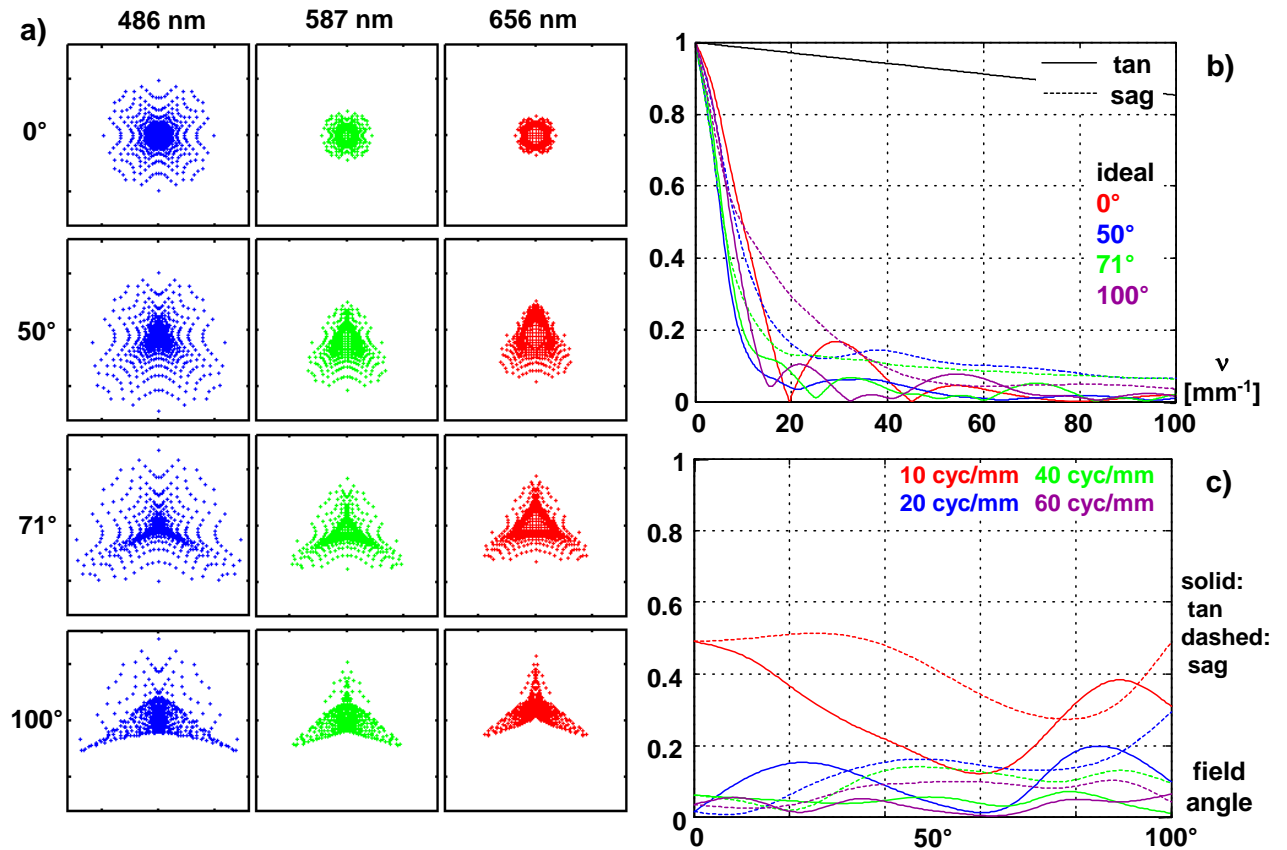 a)
486 nm 587 nm 656 nm
0°
50°
71°
100°
b)
1
0.8
0.6
0.4
0.2
0
20 40 60 80 100
tan
sag
ideal
0°
50°
71°
100°
ν
[mm-1]
c)
1
0.8
0.6
0.4
0.2
0
50° 100°
10 cyc/mm 40 cyc/mm
20 cyc/mm 60 cyc/mm
solid:
tan
dashed:
sag
field
angle